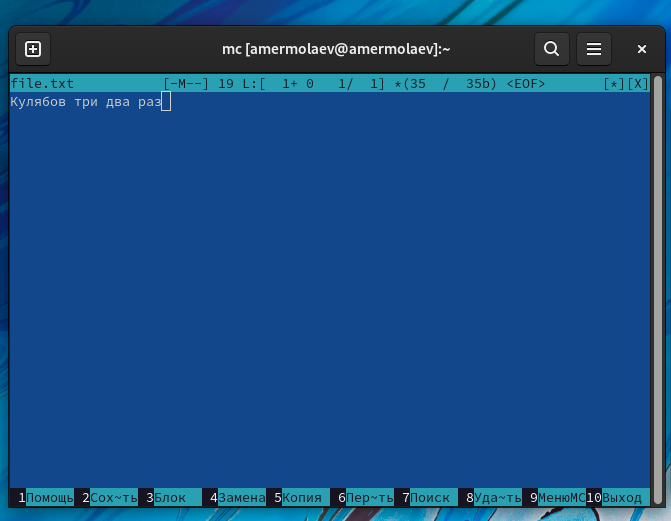 mc [amermolaev@amermolaev]:~
file.txt [-M--] 19 L:[ 1+ 0 1/ 1] *(35 / 35b) <EOF> [*][X]
Кулябов три два раз
1Помощь 2Сох~ть 3Блок 4Замена 5Копия 6Пер~ть 7Поиск 8Уда~ть 9МенюMC 10Выход